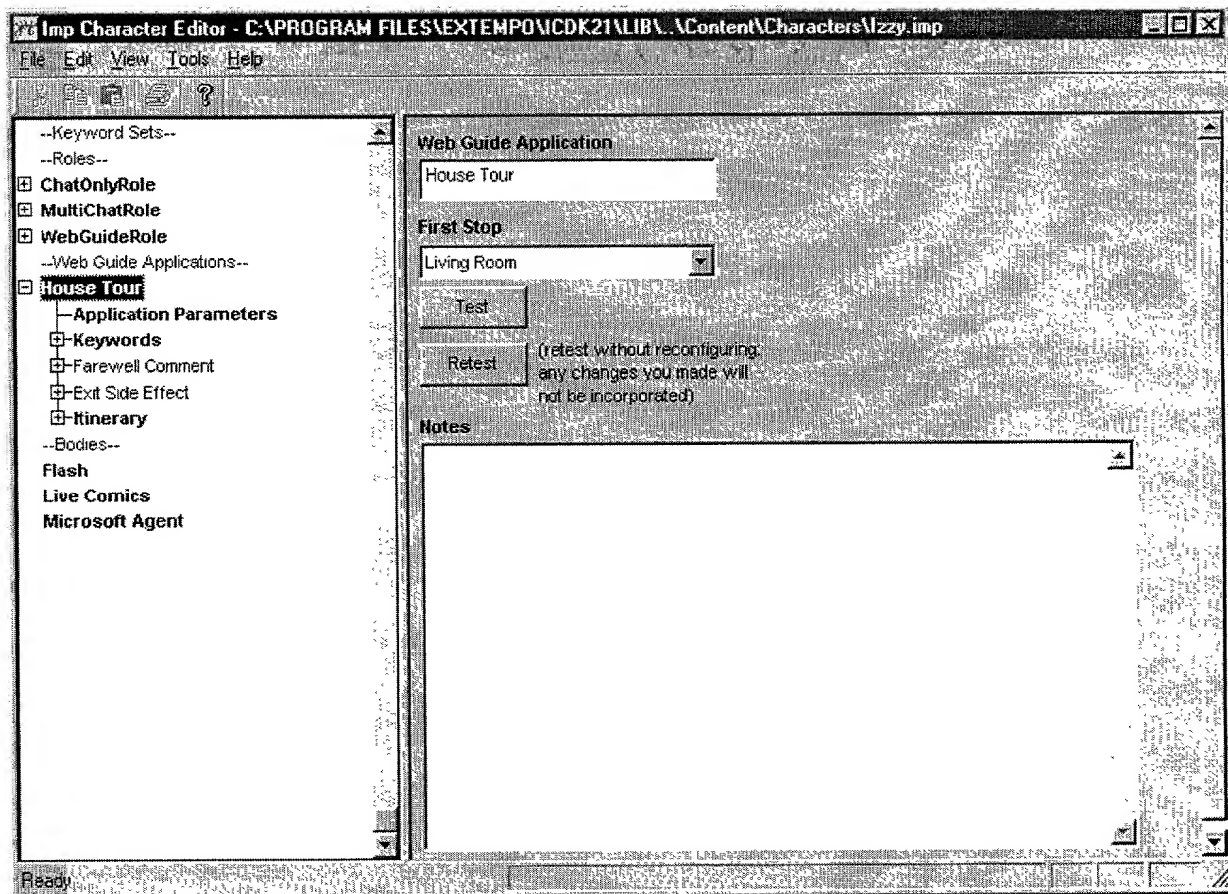 Imp Character Editor - C:\PROGRAM FILES\EXTEMPO\ICDK21\LIB\..\Content\Characters\Izzy.imp
File Edit View Tools Help
--Keyword Sets--
--Roles--
ChatOnlyRole
MultiChatRole
WebGuideRole
--Web Guide Applications--
House Tour
Application Parameters
Keywords
Farewell Comment
Exit Side Effect
Itinerary
--Bodies--
Flash
Live Comics
Microsoft Agent
Web Guide Application
House Tour
First Stop
Living Room
Test
Retest
(retest without reconfiguring;
any changes you made will
not be incorporated)
Notes
Ready